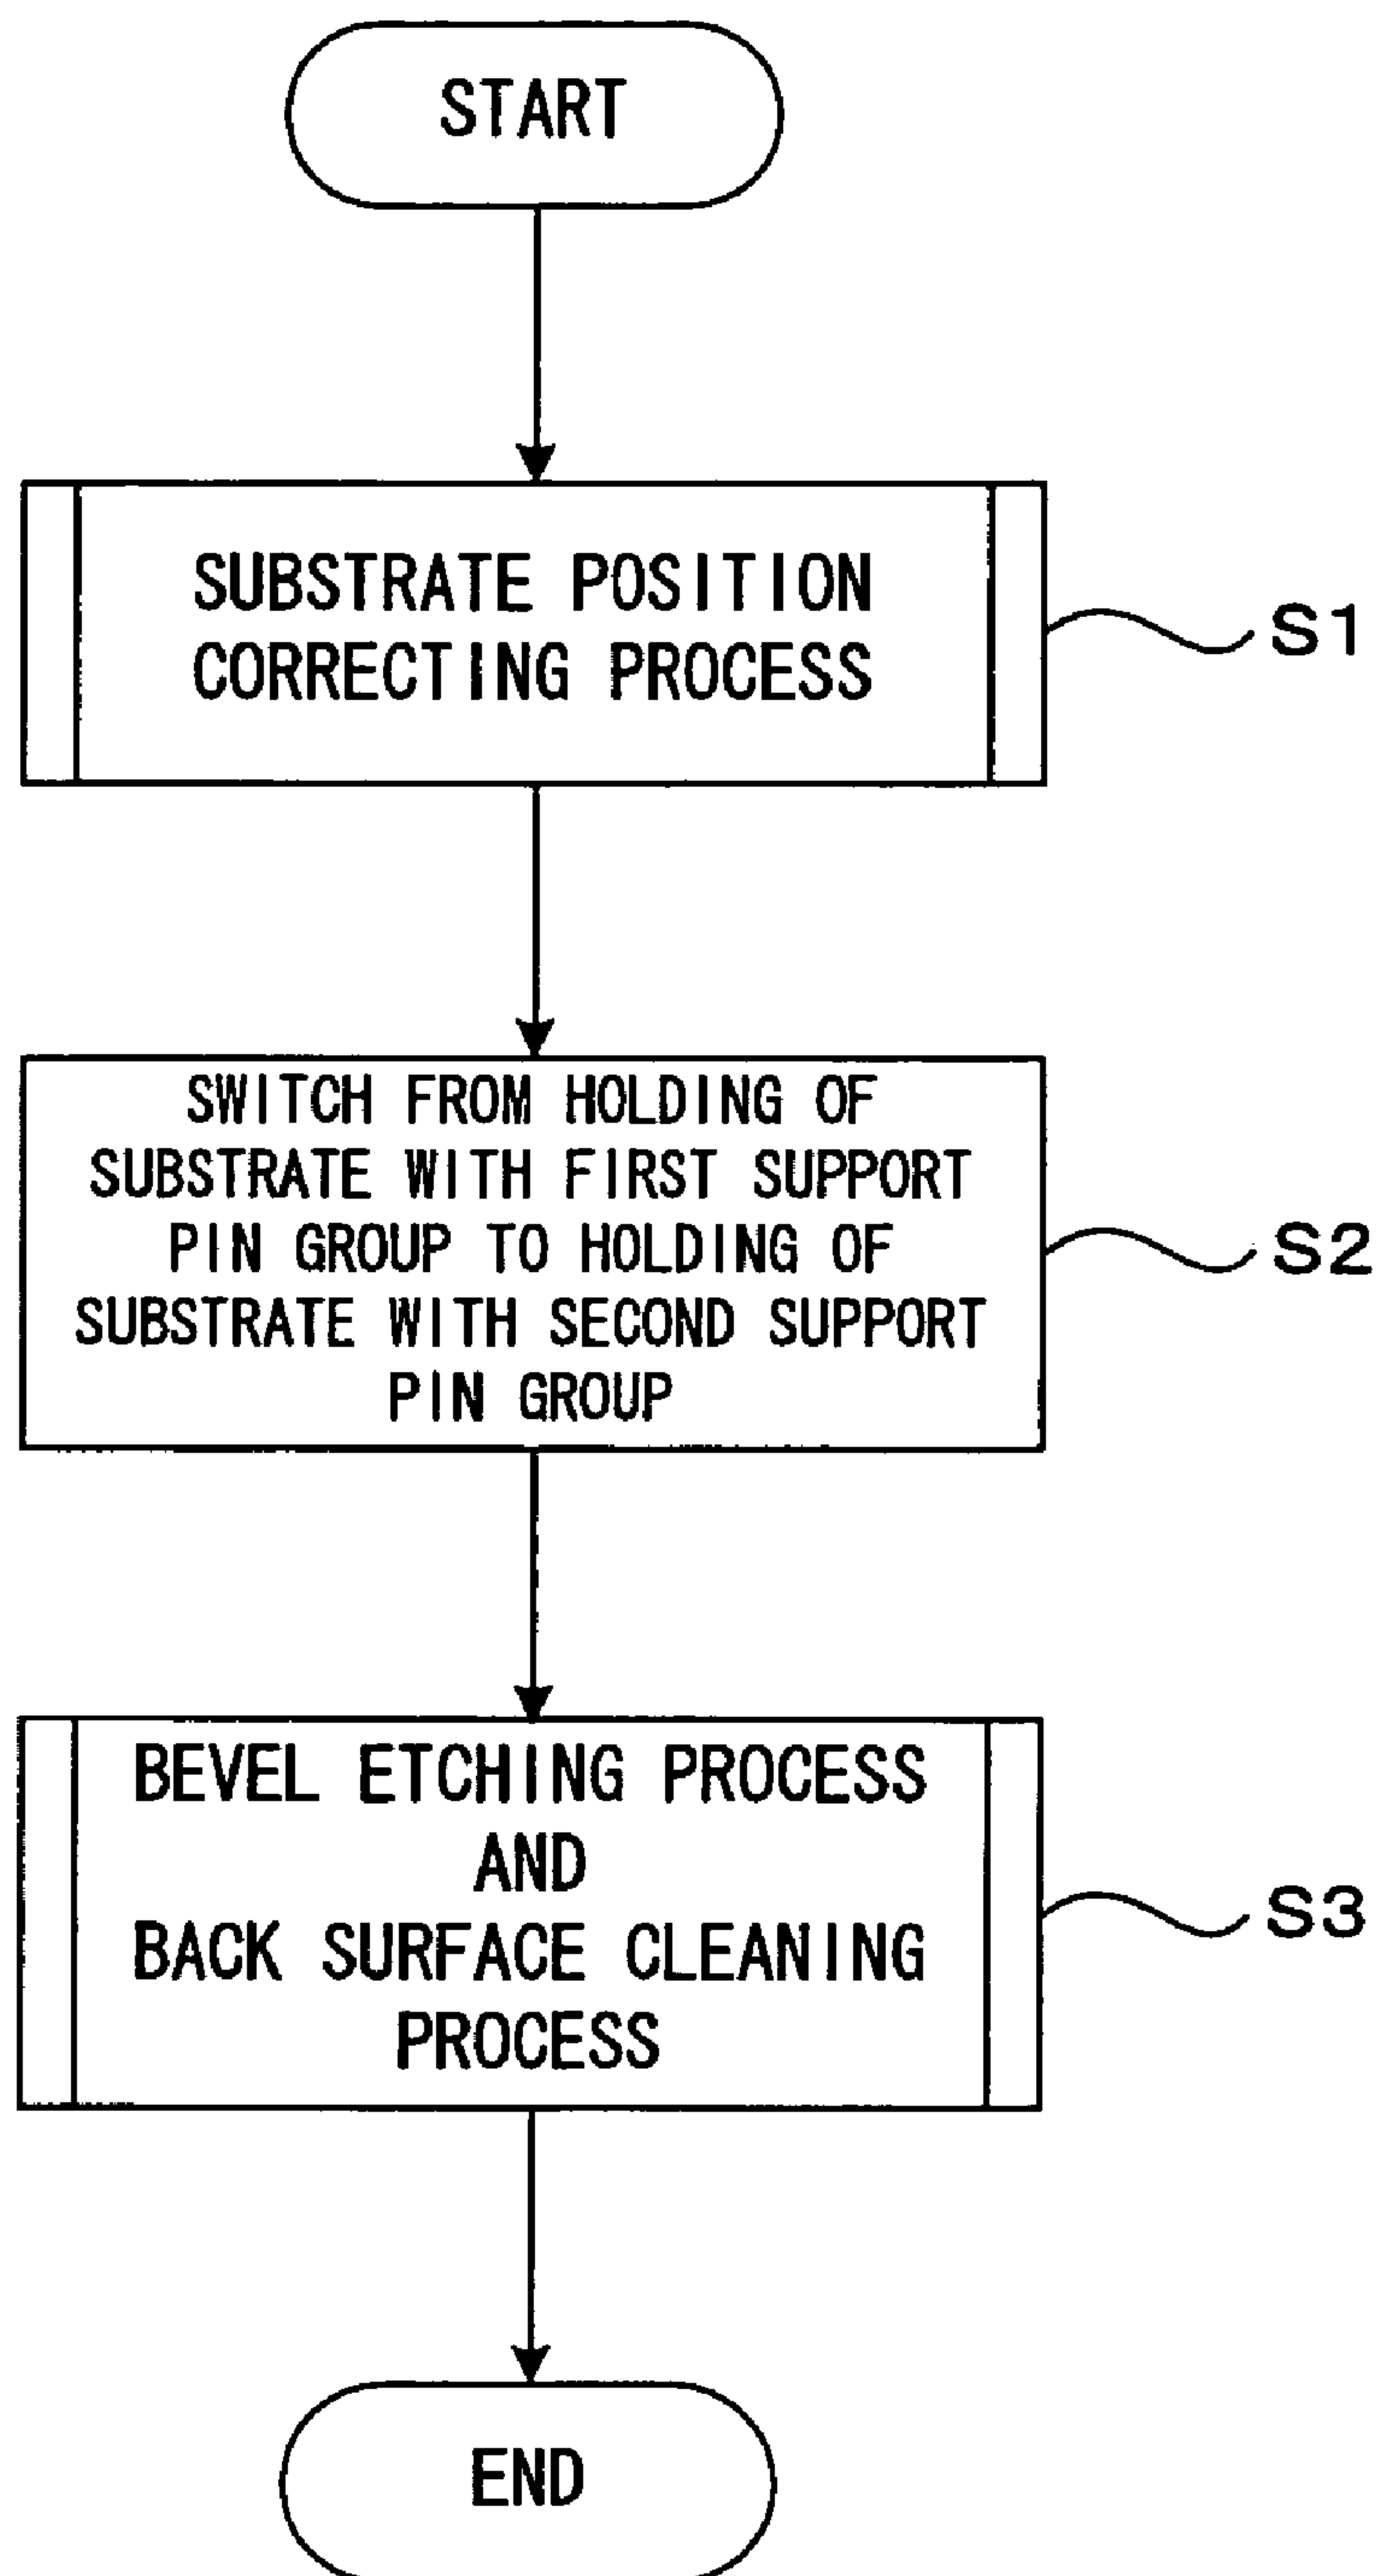 START
SUBSTRATE POSITION
CORRECTING PROCESS
S1
SWITCH FROM HOLDING OF
SUBSTRATE WITH FIRST SUPPORT
PIN GROUP TO HOLDING OF
SUBSTRATE WITH SECOND SUPPORT
PIN GROUP
S2
BEVEL ETCHING PROCESS
AND
BACK SURFACE CLEANING
PROCESS
S3
END